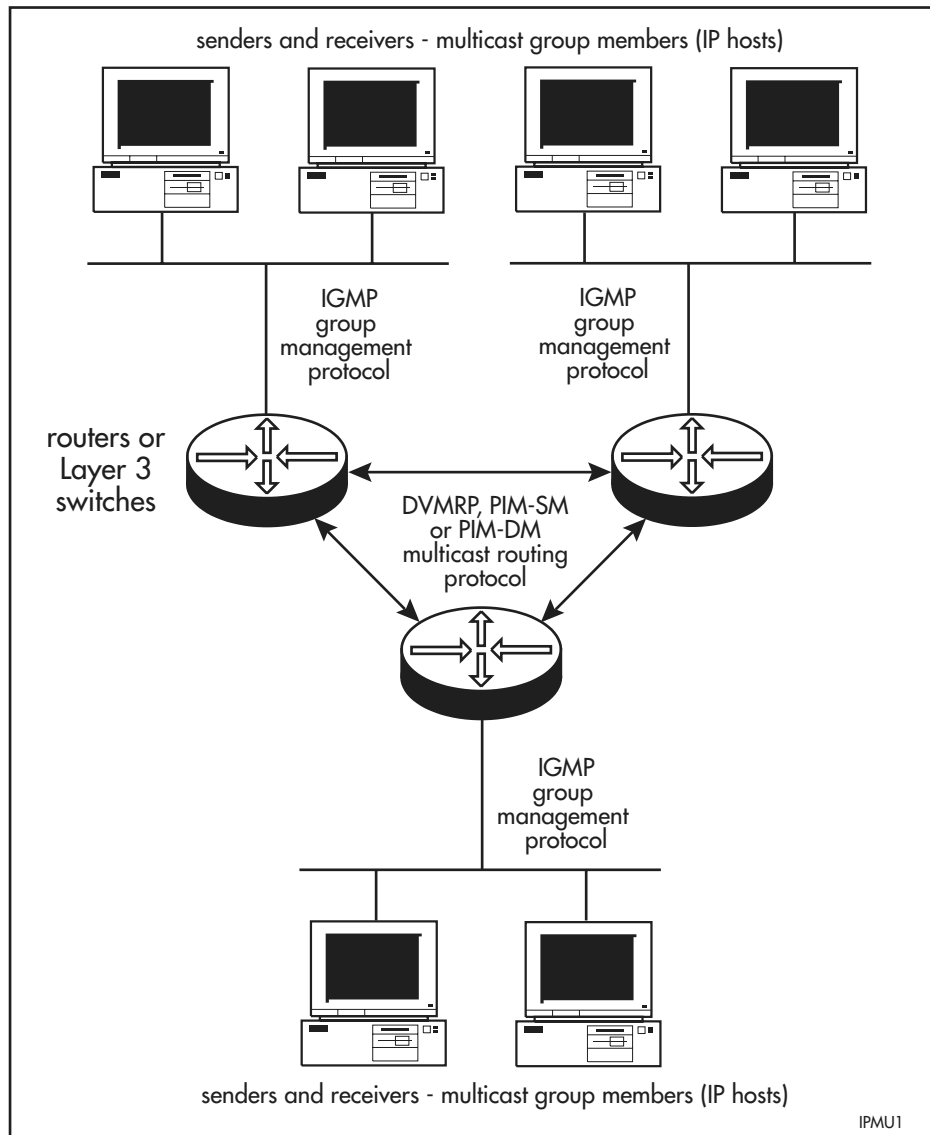 senders and receivers - multicast group members (IP hosts)
IGMP
group
management
protocol
IGMP
group
management
protocol
routers or
Layer 3
switches
DVMRP, PIM-SM
or PIM-DM
multicast routing
protocol
IGMP
group
management
protocol
senders and receivers - multicast group members (IP hosts)
IPMU1